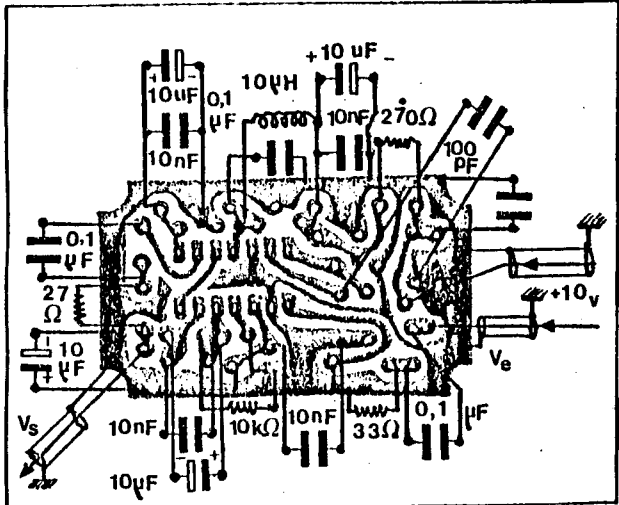 + 10 uF -
+ -
10uF
0,1
µF
10µH
10nF
10nF
270Ω
100
pF
0,1
µF
27
Ω
-
10
µF
+
+10v
Ve
Vs
10nF
10kΩ
10nF
33Ω
0,1
µF
- +
10µF